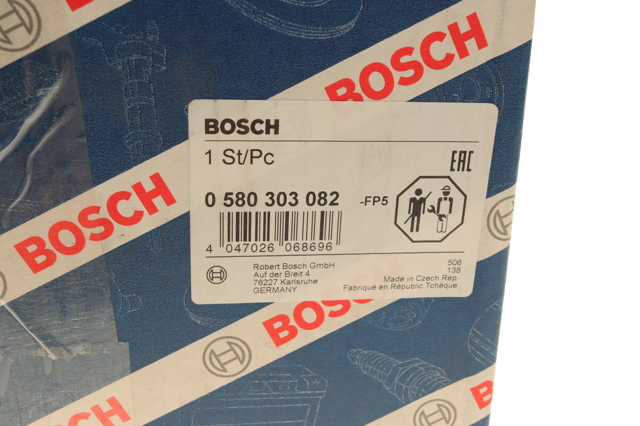 BOSCH
BOSCH
BOSCH
1 St/Pc
EAC
0 580 303 082
-FP5
4 047026 068696
Robert Bosch GmbH
Auf der Breit 4
76227 Karlsruhe
GERMANY
506
138
Made in Czech Rep.
Fabriqué en République Tchèque
BOSCH
BOSCH
BOSCH